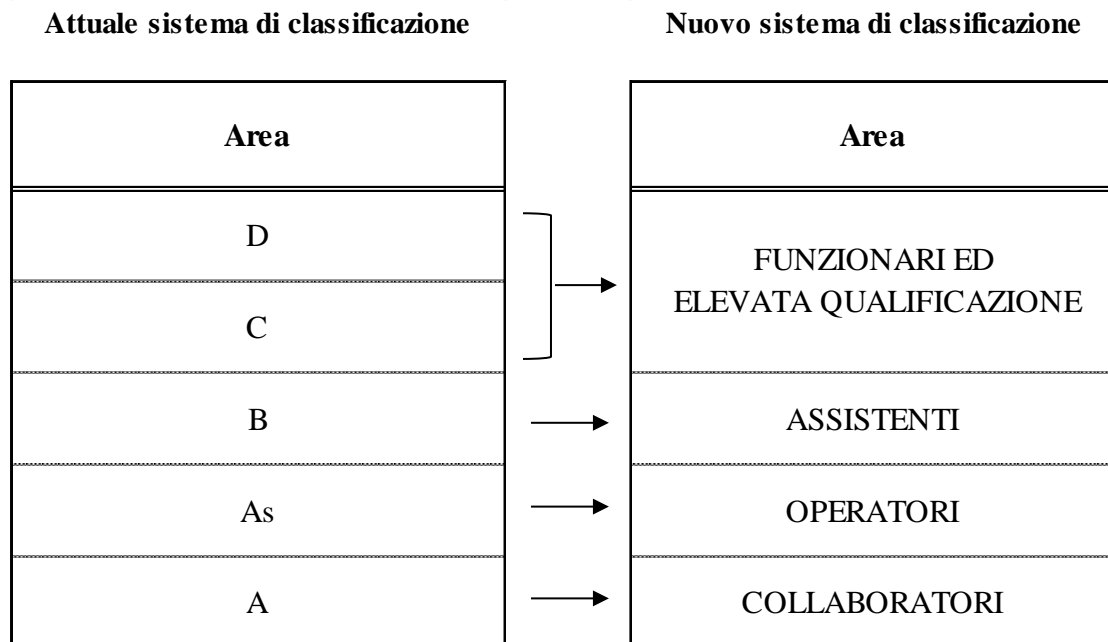 Attuale sistema di classificazione
Nuovo sistema di classificazione
Area
Area
D
FUNZIONARI ED
ELEVATA QUALIFICAZIONE
C
B
ASSISTENTI
As
OPERATORI
A
COLLABORATORI